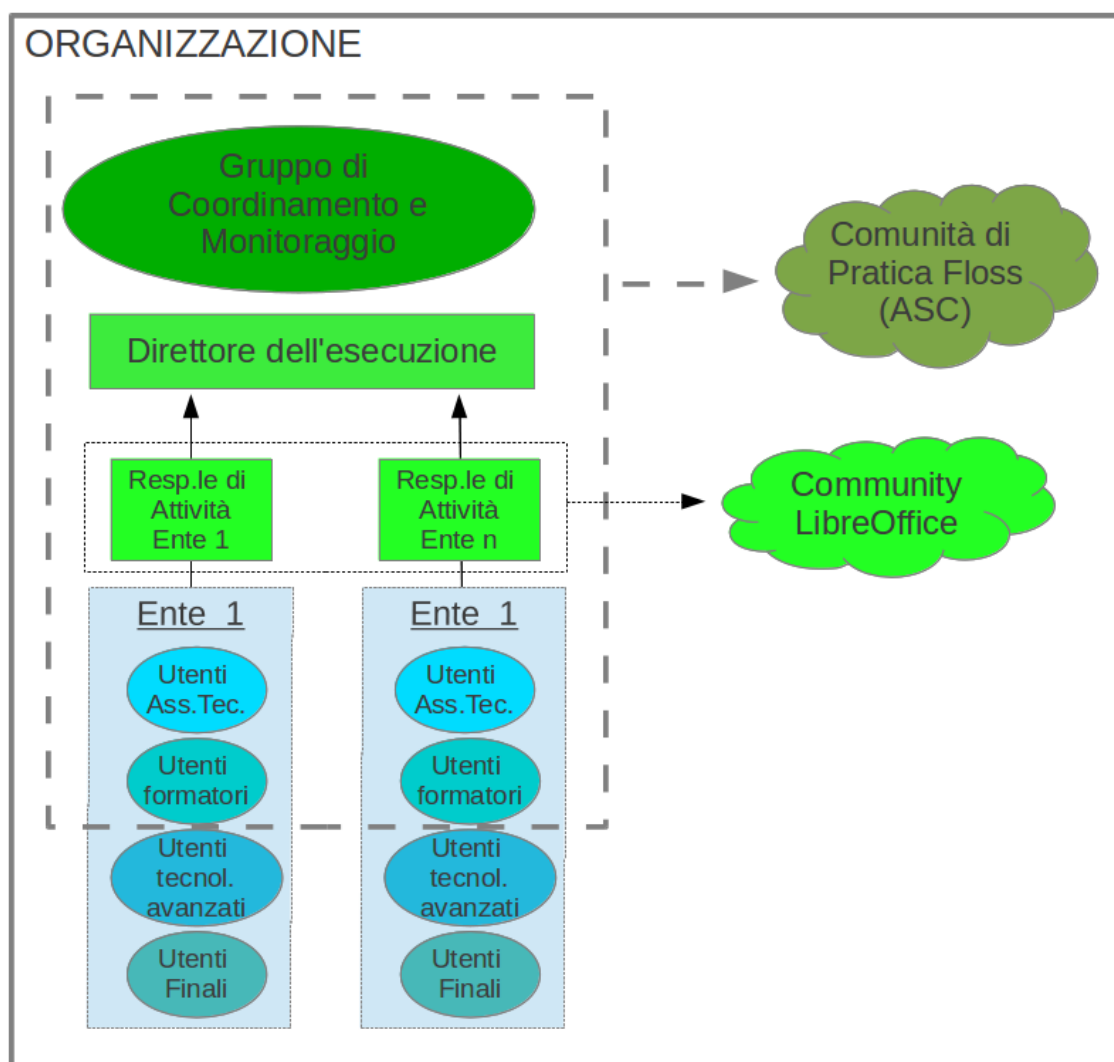 ORGANIZZAZIONE
Gruppo di
Coordinamento e
Monitoraggio
Direttore dell'esecuzione
Resp.le di
Attività
Ente 1
Resp.le di
Attività
Ente n
Comunità di
Pratica Floss
(ASC)
Community
LibreOffice
Ente 1
Utenti
Ass.Tec.
Utenti
formatori
Utenti
tecnol.
avanzati
Utenti
Finali
Ente 1
Utenti
Ass.Tec.
Utenti
formatori
Utenti
tecnol.
avanzati
Utenti
Finali